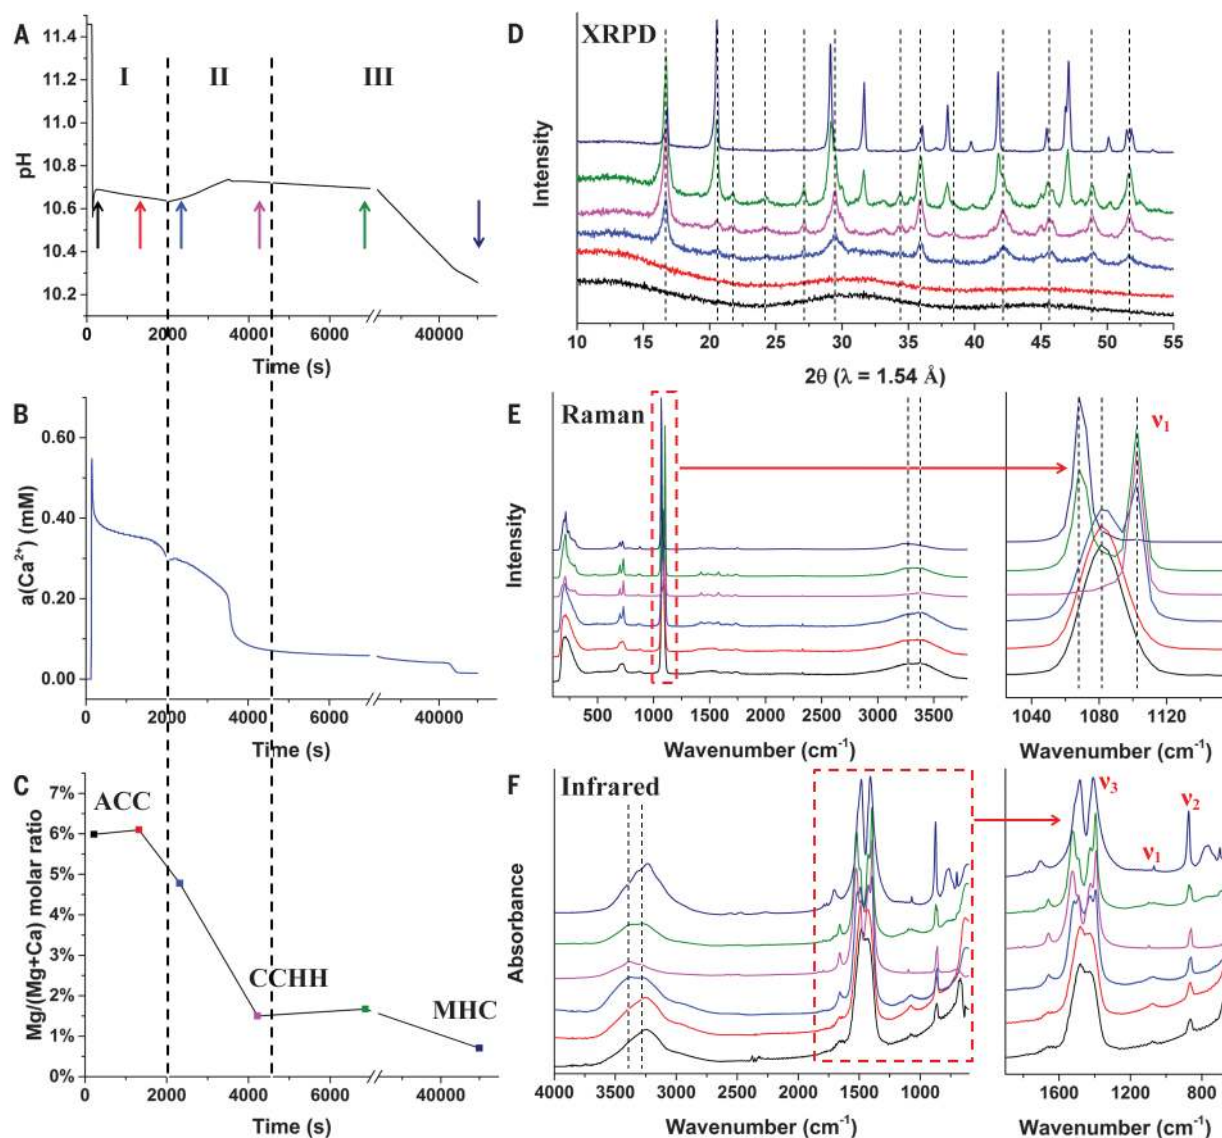 A
pH
11.4
11.2
11.0
10.8
10.6
10.4
10.2
I
II
III
0
2000
4000
6000
40000
Time (s)
B
a(Ca²⁺) (mM)
0.60
0.40
0.20
0.00
0
2000
4000
6000
40000
Time (s)
C
Mg/(Mg+Ca) molar ratio
7%
6%
5%
4%
3%
2%
1%
0%
ACC
CCHH
MHC
0
2000
4000
6000
40000
Time (s)
D
XRPD
Intensity
10
15
20
25
30
35
40
45
50
55
2θ (λ = 1.54 Å)
E
Raman
Intensity
500
1000
1500
2000
2500
3000
3500
Wavenumber (cm⁻¹)
ν₁
1040
1080
1120
Wavenumber (cm⁻¹)
F
Infrared
Absorbance
4000
3500
3000
2500
2000
1500
1000
Wavenumber (cm⁻¹)
ν₃
ν₂
ν₁
1600
1200
800
Wavenumber (cm⁻¹)